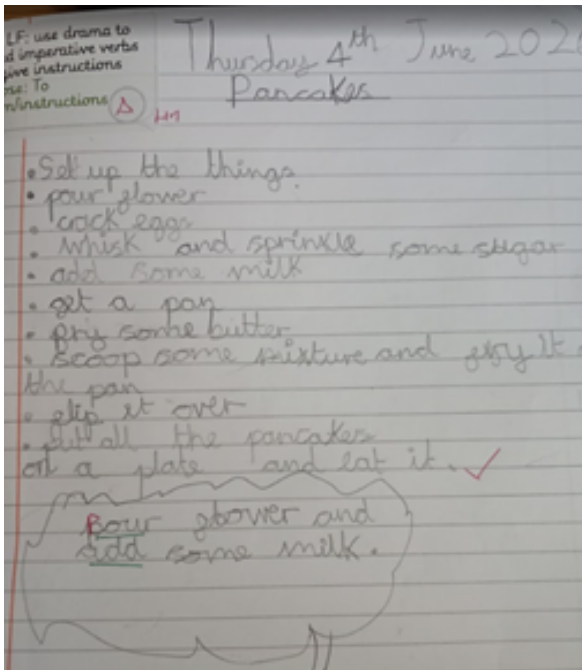 LF: use drama to
d imperative verbs
give instructions
se: To
n/instructions
Thursday 4th June 202
Pancakes
• Set up the things.
• pour flower
• crack eggs
• whisk and sprinkle some sugar
• add some milk
• get a pan
• fry some butter
• scoop some mixture and fry it
the pan
• flip it over
• put all the pancakes
on a plate and eat it.
Pour flower and
add some milk.